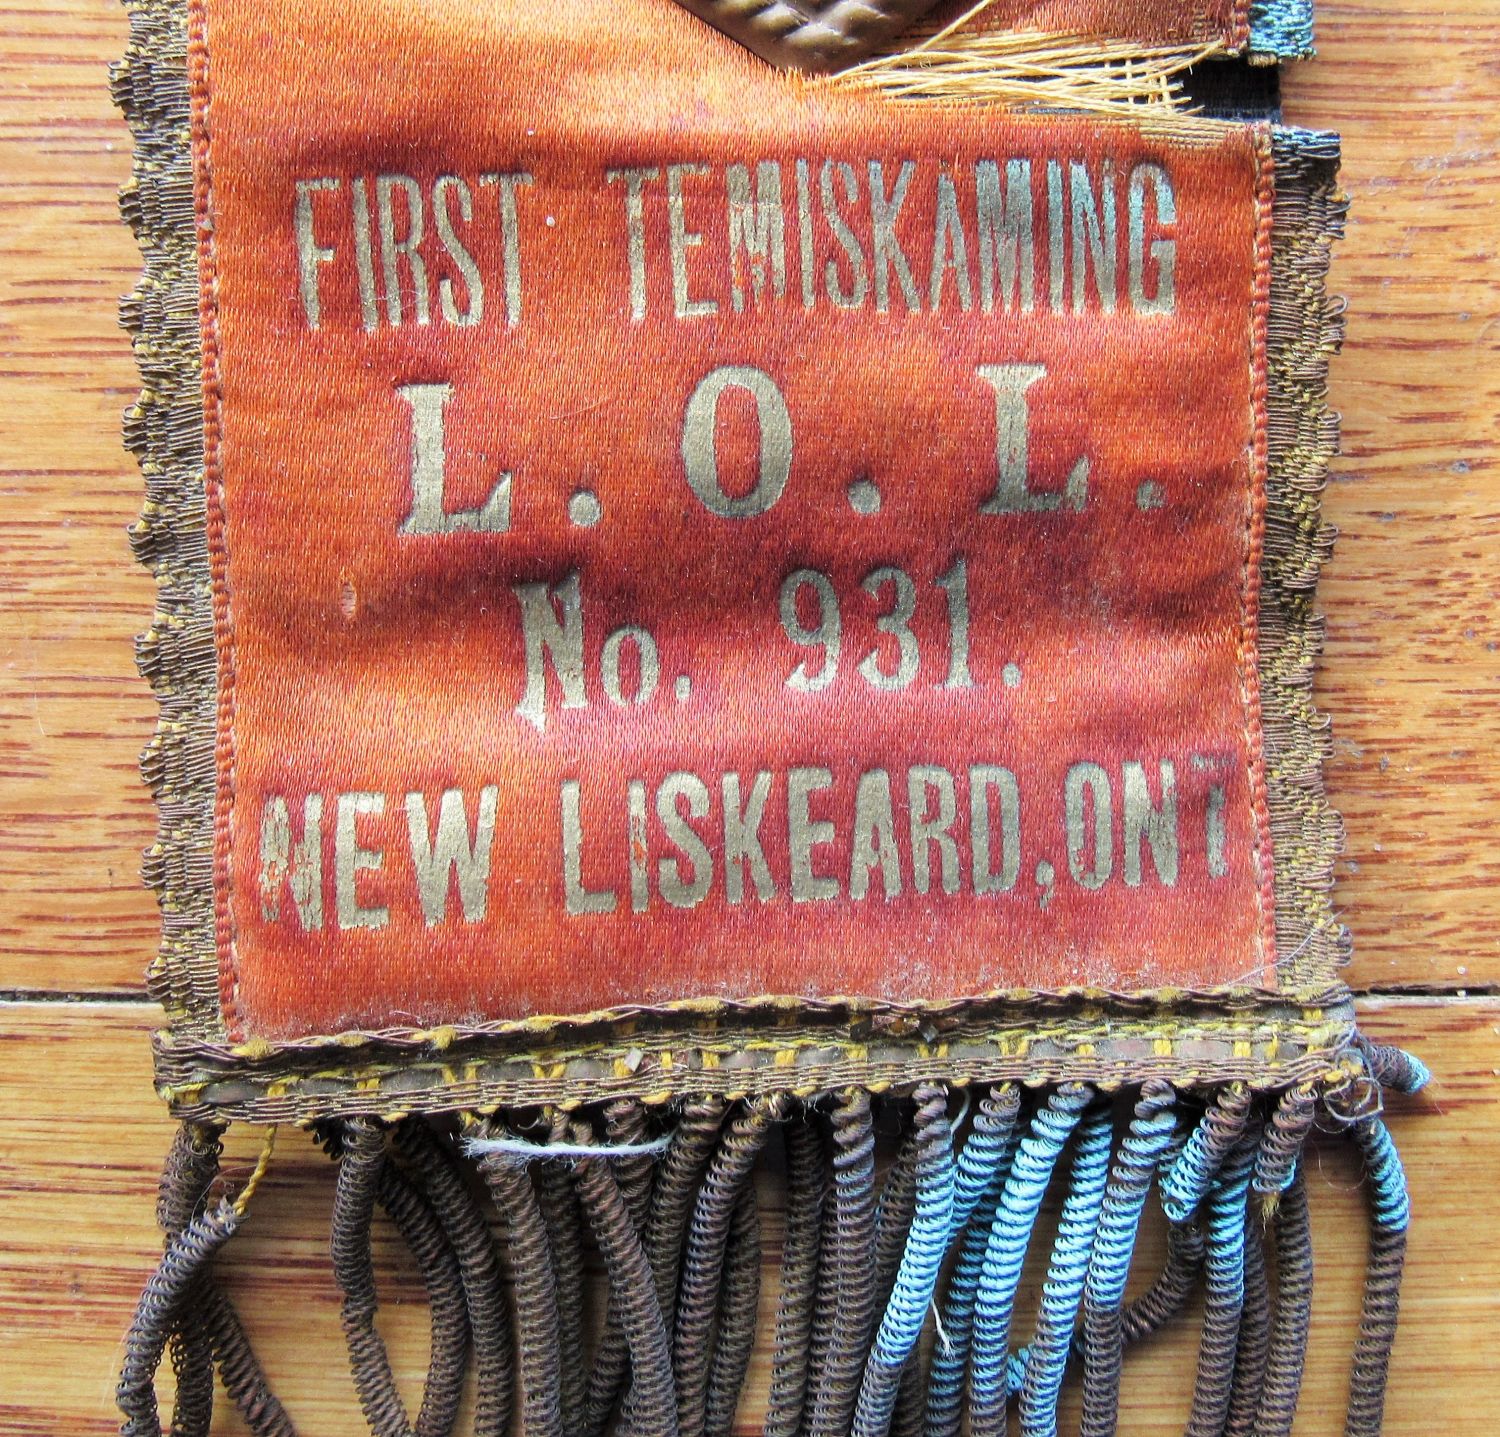 FIRST TEMISKAMING
L. O. L.
No. 931.
NEW LISKEARD, ONT